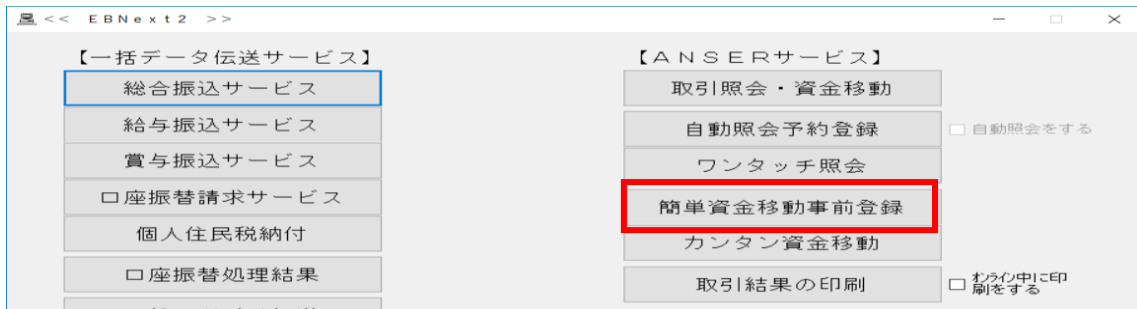 << EBNext2 >>
【一括データ伝送サービス】
総合振込サービス
給与振込サービス
賞与振込サービス
口座振替請求サービス
個人住民税納付
口座振替処理結果
【ANSERサービス】
取引照会・資金移動
自動照会予約登録
自動照会をする
ワンタッチ照会
簡単資金移動事前登録
カンタン資金移動
取引結果の印刷
オンライン中に印
刷をする